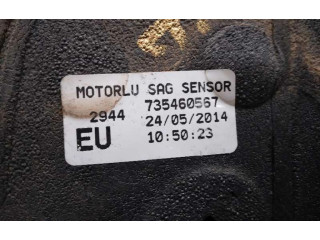 MOTORLU SAG SENSOR
735460567
2944 24/05/2014
EU 10:50:23